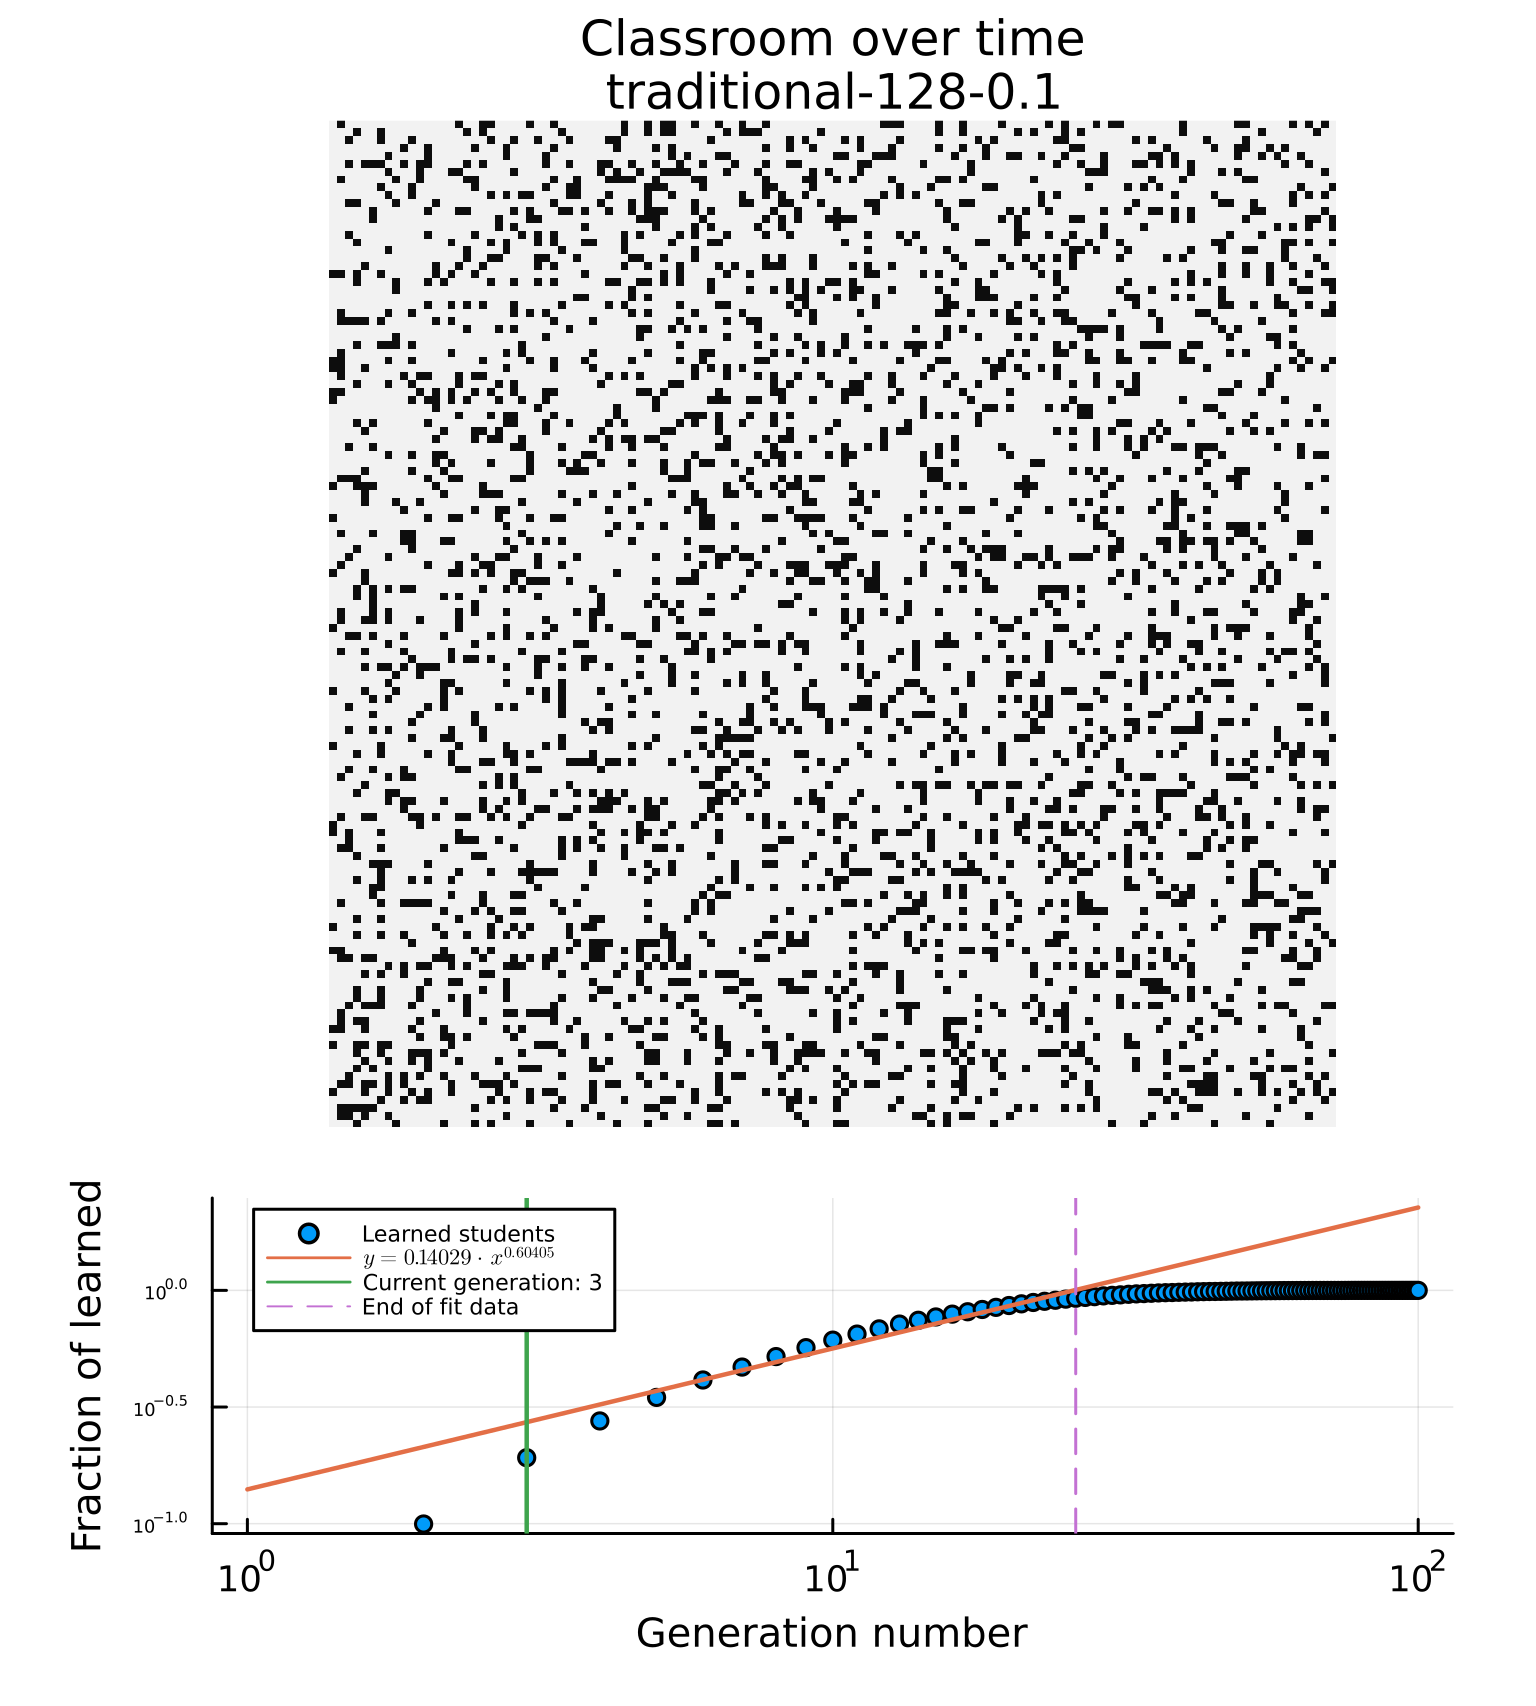 Classroom over time
traditional-128-0.1
Fraction of learned
Learned students
y = 0.14029 · x^0.60405
Current generation: 3
End of fit data
10^0.0
10^−0.5
10^−1.0
10^0 10^1 10^2
Generation number